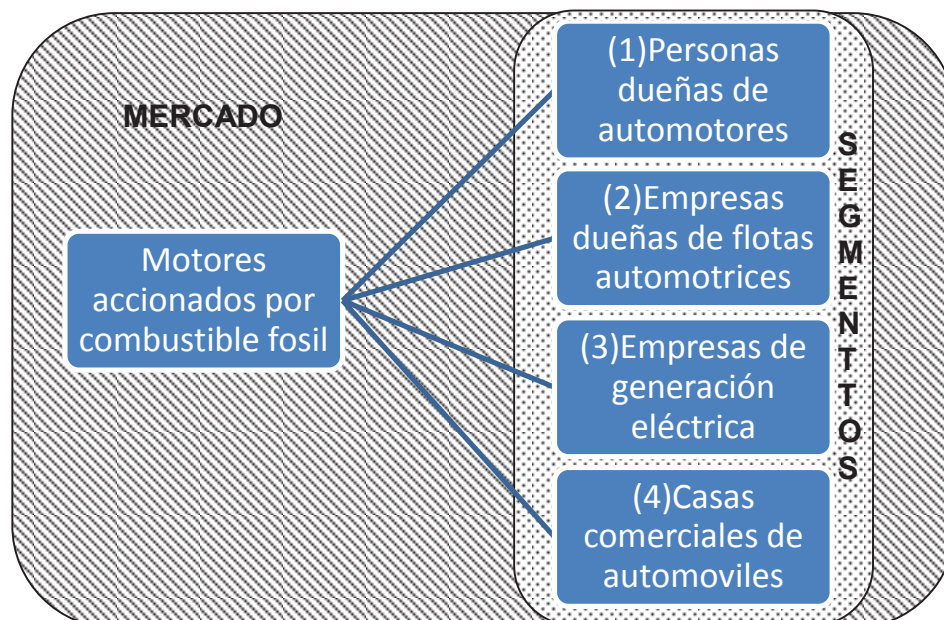 MERCADO
Motores
accionados por
combustible fosil
(1)Personas
dueñas de
automotores
(2)Empresas
dueñas de flotas
automotrices
(3)Empresas de
generación
eléctrica
(4)Casas
comerciales de
automoviles
S
E
G
M
E
N
T
T
O
S